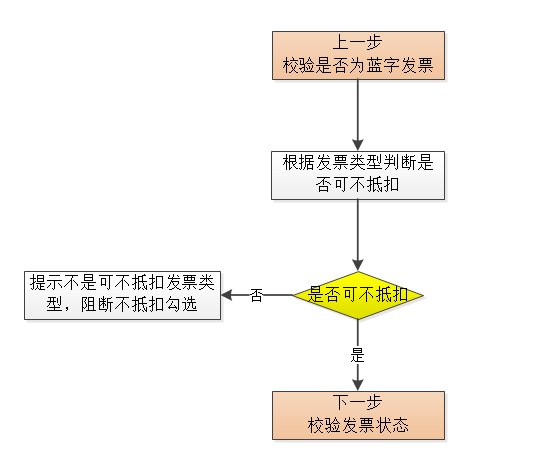 上一步
校验是否为蓝字发票
根据发票类型判断是
否可不抵扣
提示不是可不抵扣发票类
型，阻断不抵扣勾选
否
是否可不抵扣
是
下一步
校验发票状态